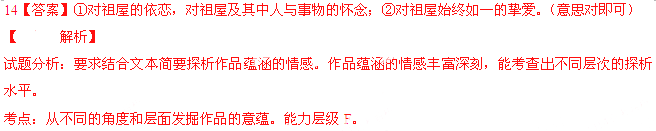 14【答案】①对祖屋的依恋，对祖屋及其中人与事物的怀念；②对祖屋始终如一的挚爱。（意思对即可）
【 解析】
试题分析：要求结合文本简要探析作品蕴涵的情感。作品蕴涵的情感丰富深刻，能考查出不同层次的探析
水平。
考点：从不同的角度和层面发掘作品的意蕴。能力层级 F。